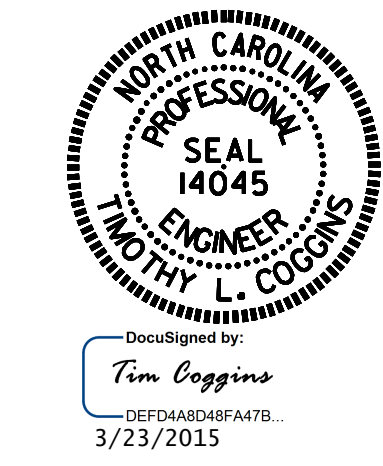 NORTH CAROLINA
PROFESSIONAL
SEAL
14045
ENGINEER
TIMOTHY L. COGGINS
DocuSigned by:
Tim Coggins
DEFD4A8D48FA47B...
3/23/2015